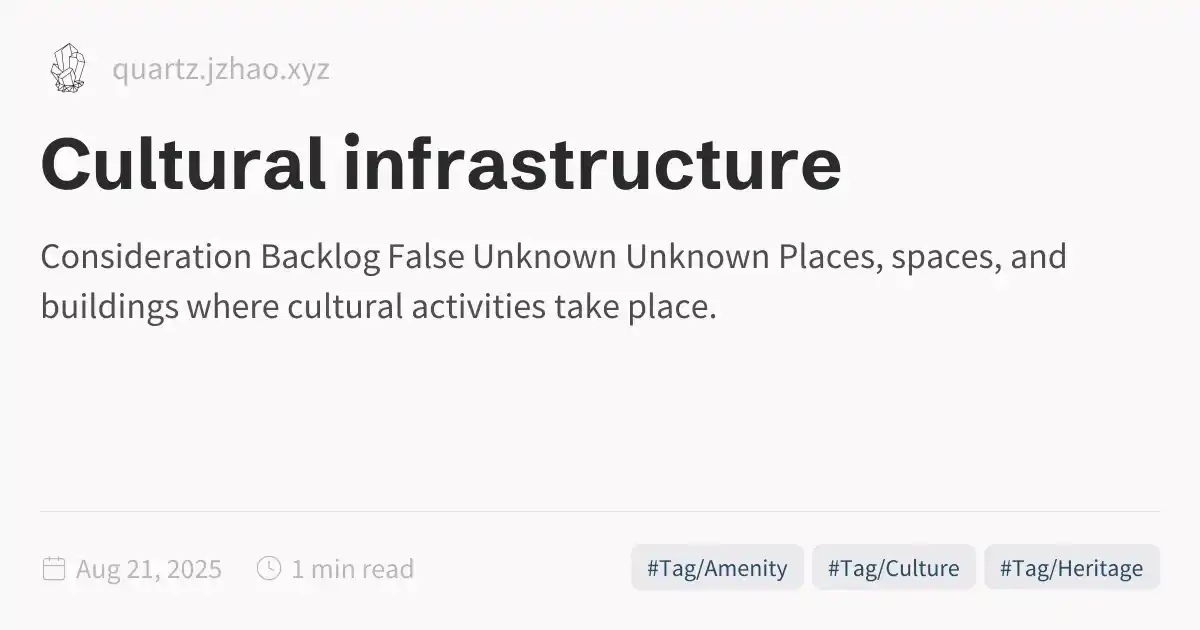 quartz.jzhao.xyz
Cultural infrastructure
Consideration Backlog False Unknown Unknown Places, spaces, and
buildings where cultural activities take place.
Aug 21, 2025 1 min read #Tag/Amenity #Tag/Culture #Tag/Heritage